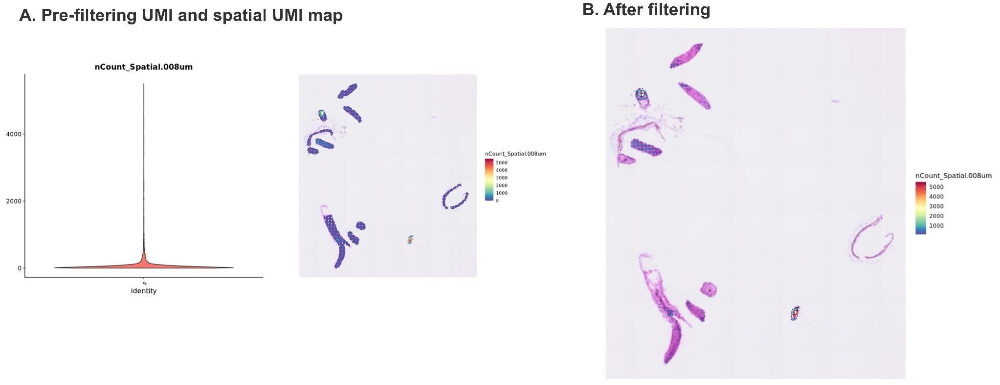 A. Pre-filtering UMI and spatial UMI map
nCount_Spatial.008um
4000
2000
0
s
Identity
nCount_Spatial.008um
5000
4000
3000
2000
1000
0
B. After filtering
nCount_Spatial.008um
5000
4000
3000
2000
1000